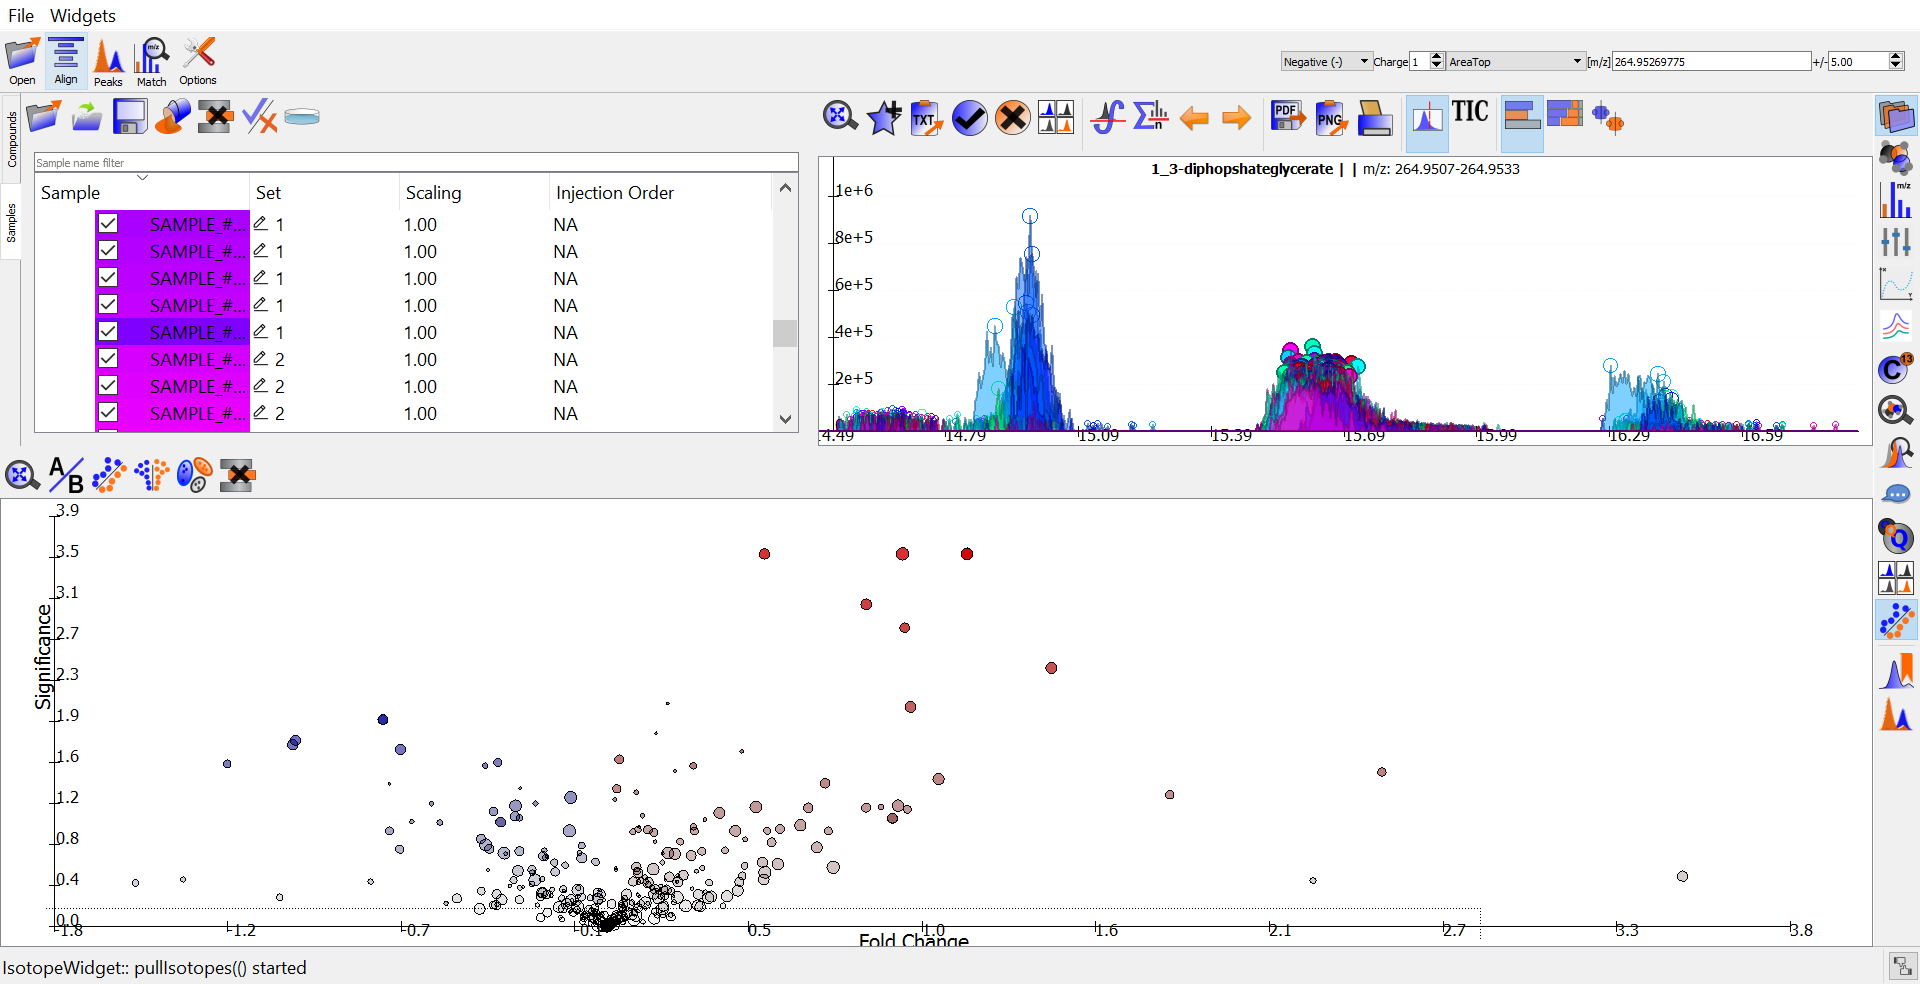 File Widgets
Open Align Peaks Match Options
m/z
Negative (-) Charge 1 AreaTop [m/z] 264.95269775 +/- 5.00
Compounds
Samples
TXT PDF PNG TIC
Sample name filter
Sample Set Scaling Injection Order
SAMPLE_#... 1 1.00 NA
SAMPLE_#... 1 1.00 NA
SAMPLE_#... 1 1.00 NA
SAMPLE_#... 1 1.00 NA
SAMPLE_#... 1 1.00 NA
SAMPLE_#... 2 1.00 NA
SAMPLE_#... 2 1.00 NA
SAMPLE_#... 2 1.00 NA
1_3-diphopshateglycerate | | m/z: 264.9507-264.9533
1e+6
8e+5
6e+5
4e+5
2e+5
4.49 14.79 15.09 15.39 15.69 15.99 16.29 16.59
m/z
C 13
Q
A/B
3.9
3.5
3.1
2.7
2.3
1.9
1.6
1.2
0.8
0.4
0.0
Significance
-1.8 -1.2 -0.7 -0.1 0.5 1.0 1.6 2.1 2.7 3.3 3.8
Fold Change
IsotopeWidget:: pullIsotopes(() started